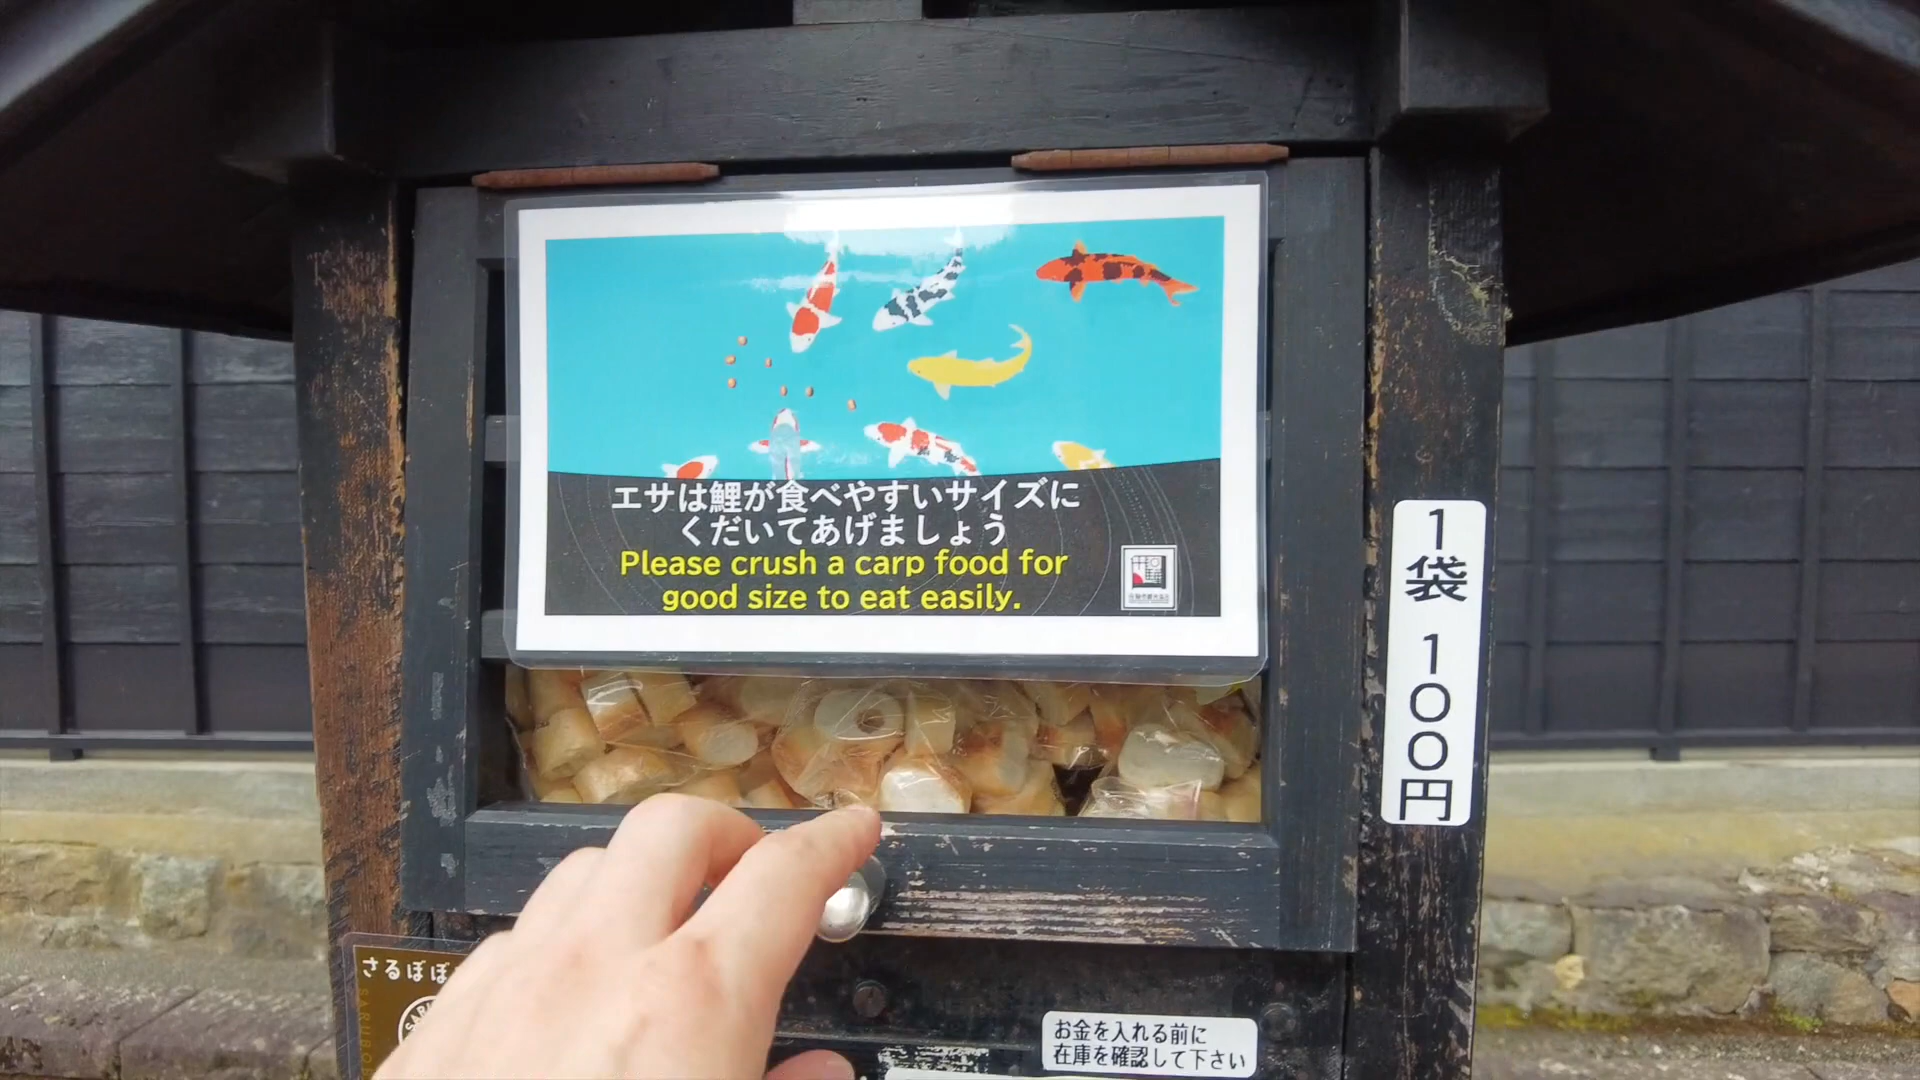 エサは鯉が食べやすいサイズに
くだいてあげましょう
Please crush a carp food for
good size to eat easily.
1袋 100円
さるぼぼ
お金を入れる前に
在庫を確認して下さい